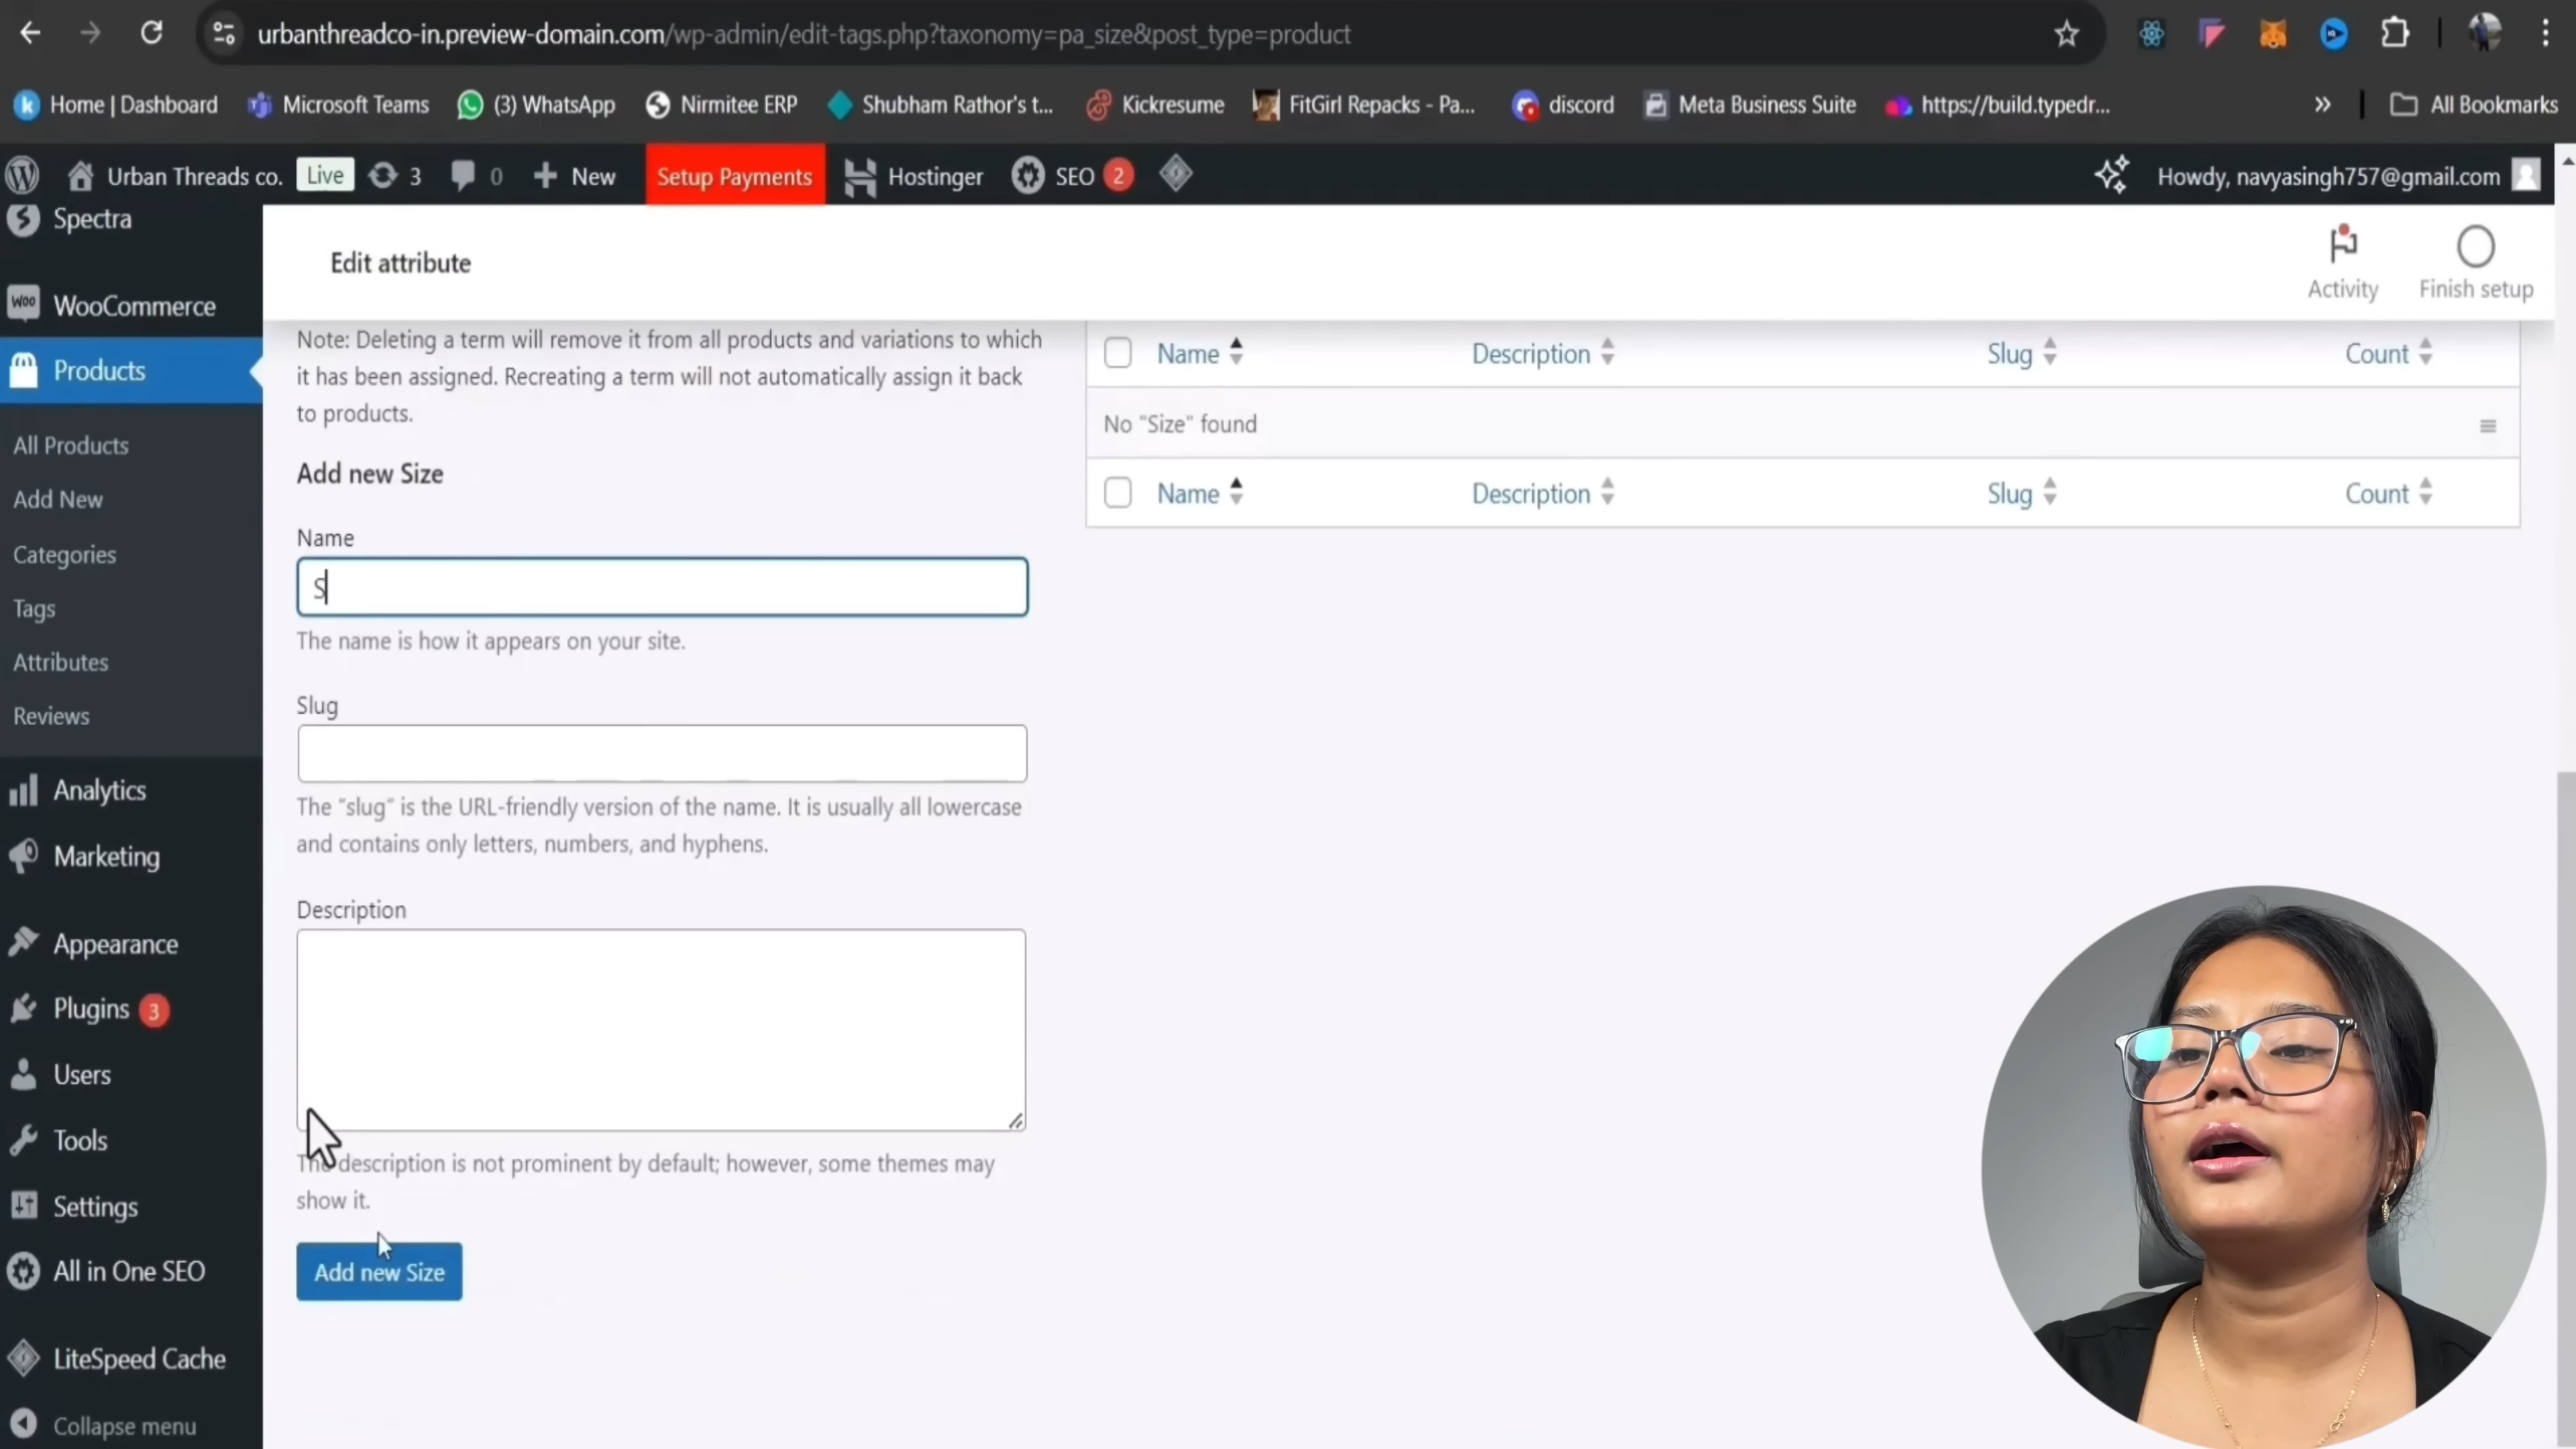 urbanthreadco-in.preview-domain.com/wp-admin/edit-tags.php?taxonomy=pa_size&post_type=product
Home | Dashboard
Microsoft Teams
(3) WhatsApp
Nirmitee ERP
Shubham Rathor's t...
Kickresume
FitGirl Repacks - Pa...
discord
Meta Business Suite
https://build.typedr...
»
All Bookmarks
Urban Threads co.
Live
3
0
+ New
Setup Payments
Hostinger
SEO 2
Howdy, navyasingh757@gmail.com
Spectra
Woo WooCommerce
Products
All Products
Add New
Categories
Tags
Attributes
Reviews
Analytics
Marketing
Appearance
Plugins 3
Users
Tools
Settings
All in One SEO
LiteSpeed Cache
Collapse menu
Edit attribute
Activity
Finish setup
Note: Deleting a term will remove it from all products and variations to which
it has been assigned. Recreating a term will not automatically assign it back
to products.
Add new Size
Name
S
The name is how it appears on your site.
Slug
The "slug" is the URL-friendly version of the name. It is usually all lowercase
and contains only letters, numbers, and hyphens.
Description
The description is not prominent by default; however, some themes may
show it.
Add new Size
Name Description Slug Count
No "Size" found
Name Description Slug Count